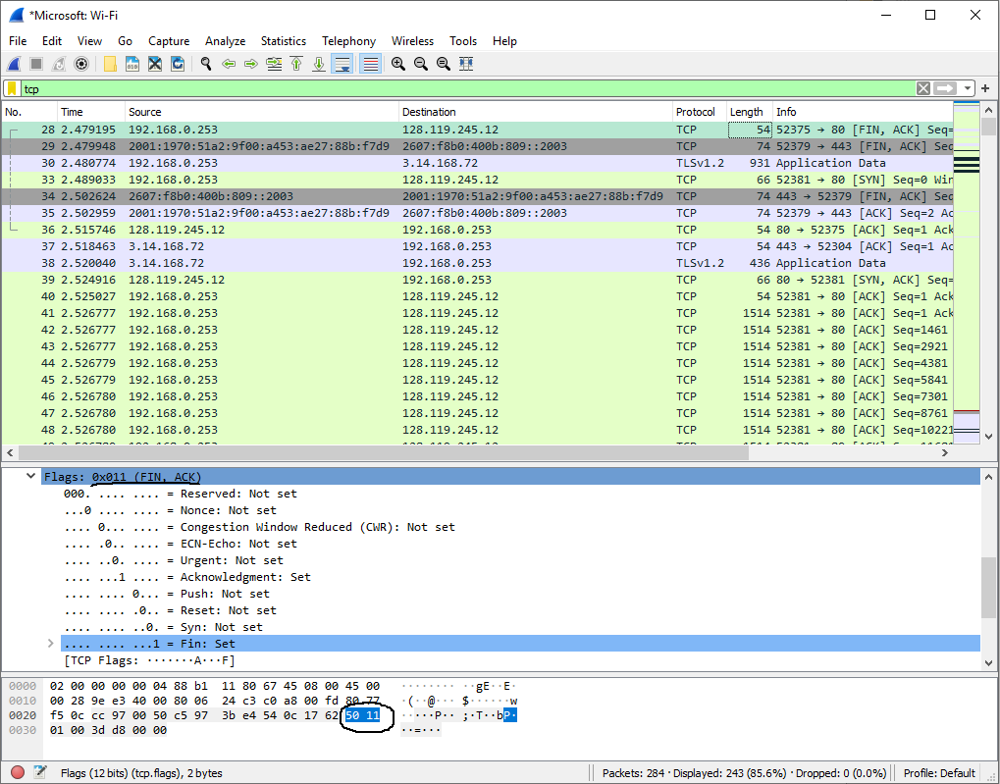 *Microsoft: Wi-Fi
File Edit View Go Capture Analyze Statistics Telephony Wireless Tools Help
tcp
No. Time Source Destination Protocol Length Info
28 2.479195 192.168.0.253 128.119.245.12 TCP 54 52375 → 80 [FIN, ACK] Seq=
29 2.479948 2001:1970:51a2:9f00:a453:ae27:88b:f7d9 2607:f8b0:400b:809::2003 TCP 74 52379 → 443 [FIN, ACK] Se
30 2.480774 192.168.0.253 3.14.168.72 TLSv1.2 931 Application Data
33 2.489033 192.168.0.253 128.119.245.12 TCP 66 52381 → 80 [SYN] Seq=0 Win
34 2.502624 2607:f8b0:400b:809::2003 2001:1970:51a2:9f00:a453:ae27:88b:f7d9 TCP 74 443 → 52379 [FIN, ACK] Se
35 2.502959 2001:1970:51a2:9f00:a453:ae27:88b:f7d9 2607:f8b0:400b:809::2003 TCP 74 52379 → 443 [ACK] Seq=2 Ac
36 2.515746 128.119.245.12 192.168.0.253 TCP 54 80 → 52375 [ACK] Seq=1 Ack
37 2.518463 3.14.168.72 192.168.0.253 TCP 54 443 → 52304 [ACK] Seq=1 Ac
38 2.520040 3.14.168.72 192.168.0.253 TLSv1.2 436 Application Data
39 2.524916 128.119.245.12 192.168.0.253 TCP 66 80 → 52381 [SYN, ACK] Seq=
40 2.525027 192.168.0.253 128.119.245.12 TCP 54 52381 → 80 [ACK] Seq=1 Ack
41 2.526777 192.168.0.253 128.119.245.12 TCP 1514 52381 → 80 [ACK] Seq=1 Ack
42 2.526777 192.168.0.253 128.119.245.12 TCP 1514 52381 → 80 [ACK] Seq=1461
43 2.526777 192.168.0.253 128.119.245.12 TCP 1514 52381 → 80 [ACK] Seq=2921
44 2.526779 192.168.0.253 128.119.245.12 TCP 1514 52381 → 80 [ACK] Seq=4381
45 2.526779 192.168.0.253 128.119.245.12 TCP 1514 52381 → 80 [ACK] Seq=5841
46 2.526780 192.168.0.253 128.119.245.12 TCP 1514 52381 → 80 [ACK] Seq=7301
47 2.526780 192.168.0.253 128.119.245.12 TCP 1514 52381 → 80 [ACK] Seq=8761
48 2.526780 192.168.0.253 128.119.245.12 TCP 1514 52381 → 80 [ACK] Seq=10221
Flags: 0x011 (FIN, ACK)
000. .... .... = Reserved: Not set
...0 .... .... = Nonce: Not set
.... 0... .... = Congestion Window Reduced (CWR): Not set
.... .0.. .... = ECN-Echo: Not set
.... ..0. .... = Urgent: Not set
.... ...1 .... = Acknowledgment: Set
.... .... 0... = Push: Not set
.... .... .0.. = Reset: Not set
.... .... ..0. = Syn: Not set
.... .... ...1 = Fin: Set
[TCP Flags: ·······A···F]
0000 02 00 00 00 00 04 88 b1 11 80 67 45 08 00 45 00 ········ ··gE··E·
0010 00 28 9e e3 40 00 80 06 24 c3 c0 a8 00 fd 80 77 ·(··@··· $······w
0020 f5 0c cc 97 00 50 c5 97 3b e4 54 0c 17 62 50 11 ·····P·· ;·T··bP·
0030 01 00 3d d8 00 00 ··=···
Flags (12 bits) (tcp.flags), 2 bytes Packets: 284 · Displayed: 243 (85.6%) · Dropped: 0 (0.0%) Profile: Default